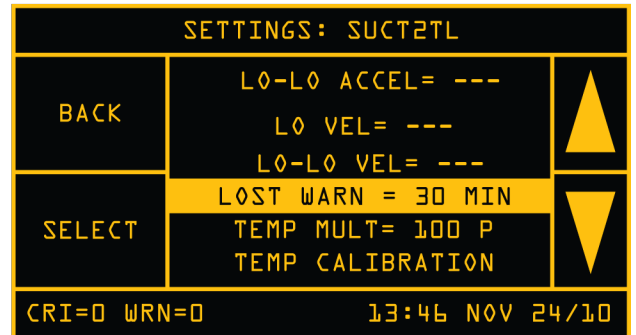 SETTINGS: SUCT2TL
BACK
LO-LO ACCEL= ---
LO VEL= ---
LO-LO VEL= ---
LOST WARN = 30 MIN
SELECT
TEMP MULT= 100 P
TEMP CALIBRATION
CRI=0 WRN=0
13:46 NOV 24/10